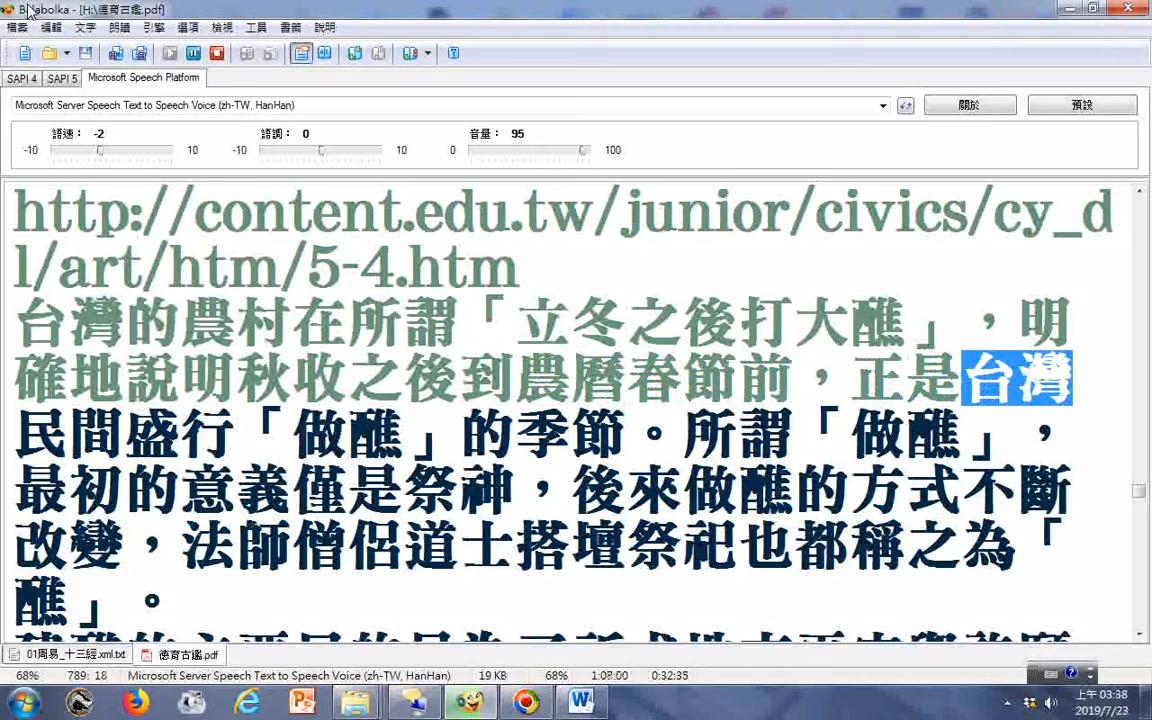 Balabolka - [H:\德育古鑑.pdf]
檔案 編輯 文字 朗讀 引擎 選項 檢視 工具 書籤 說明
SAPI 4 SAPI 5 Microsoft Speech Platform
Microsoft Server Speech Text to Speech Voice (zh-TW, HanHan) 關於 預設
語速： -2 語調： 0 音量： 95
-10 10 -10 10 0 100
http://content.edu.tw/junior/civics/cy_d
l/art/htm/5-4.htm
台灣的農村在所謂「立冬之後打大醮」，明
確地說明秋收之後到農曆春節前，正是台灣
民間盛行「做醮」的季節。所謂「做醮」，
最初的意義僅是祭神，後來做醮的方式不斷
改變，法師僧侶道士搭壇祭祀也都稱之為「
醮」。
01周易_十三經.xml.txt 德育古鑑.pdf
68% 789: 18 Microsoft Server Speech Text to Speech Voice (zh-TW, HanHan) 19 KB 68% 1:08:00 0:32:35
上午 03:38
2019/7/23